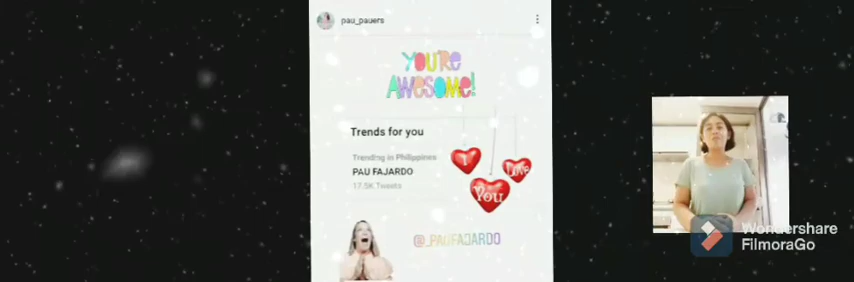 pau_pauers
YOU'RE
AWESOME!
Trends for you
Trending in Philippines
PAU FAJARDO
17.5K Tweets
I
Love
You
@_PAUFAJARDO
Wondershare
FilmoraGo